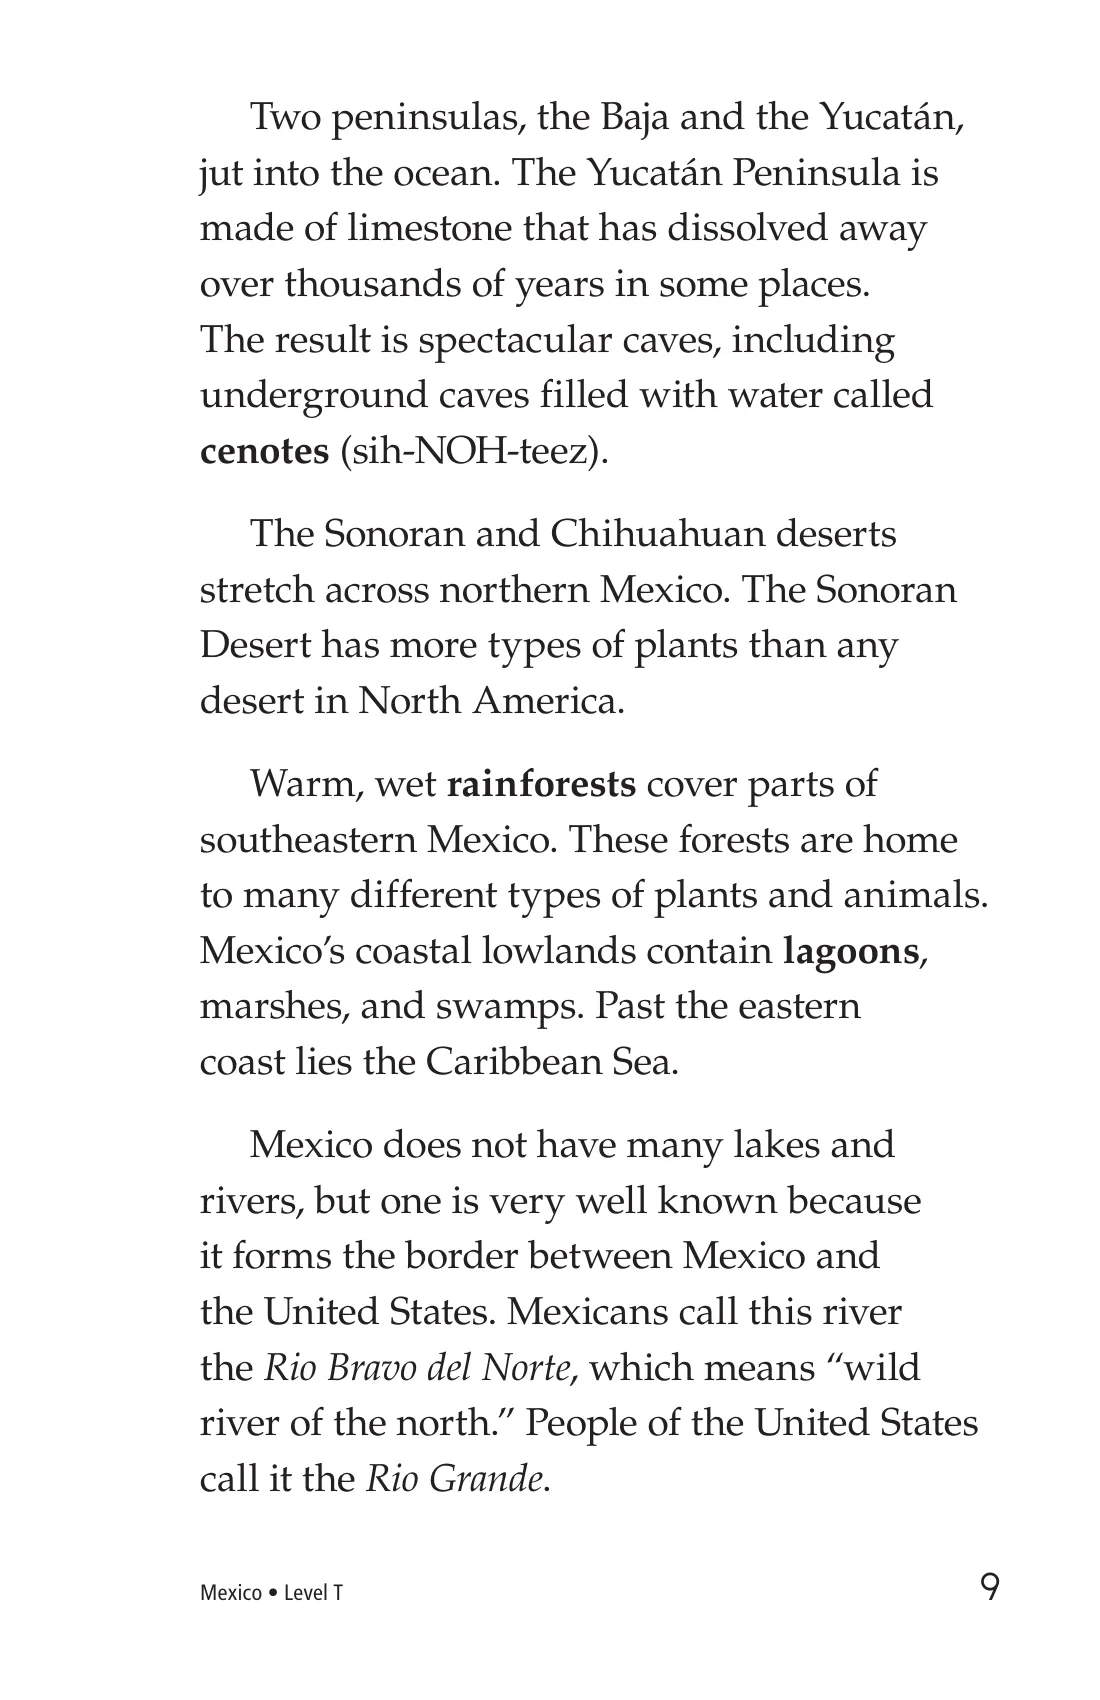 Two peninsulas, the Baja and the Yucatán,
jut into the ocean. The Yucatán Peninsula is
made of limestone that has dissolved away
over thousands of years in some places.
The result is spectacular caves, including
underground caves filled with water called
cenotes (sih-NOH-teez).
The Sonoran and Chihuahuan deserts
stretch across northern Mexico. The Sonoran
Desert has more types of plants than any
desert in North America.
Warm, wet rainforests cover parts of
southeastern Mexico. These forests are home
to many different types of plants and animals.
Mexico’s coastal lowlands contain lagoons,
marshes, and swamps. Past the eastern
coast lies the Caribbean Sea.
Mexico does not have many lakes and
rivers, but one is very well known because
it forms the border between Mexico and
the United States. Mexicans call this river
the Rio Bravo del Norte, which means “wild
river of the north.” People of the United States
call it the Rio Grande.
Mexico • Level T
9